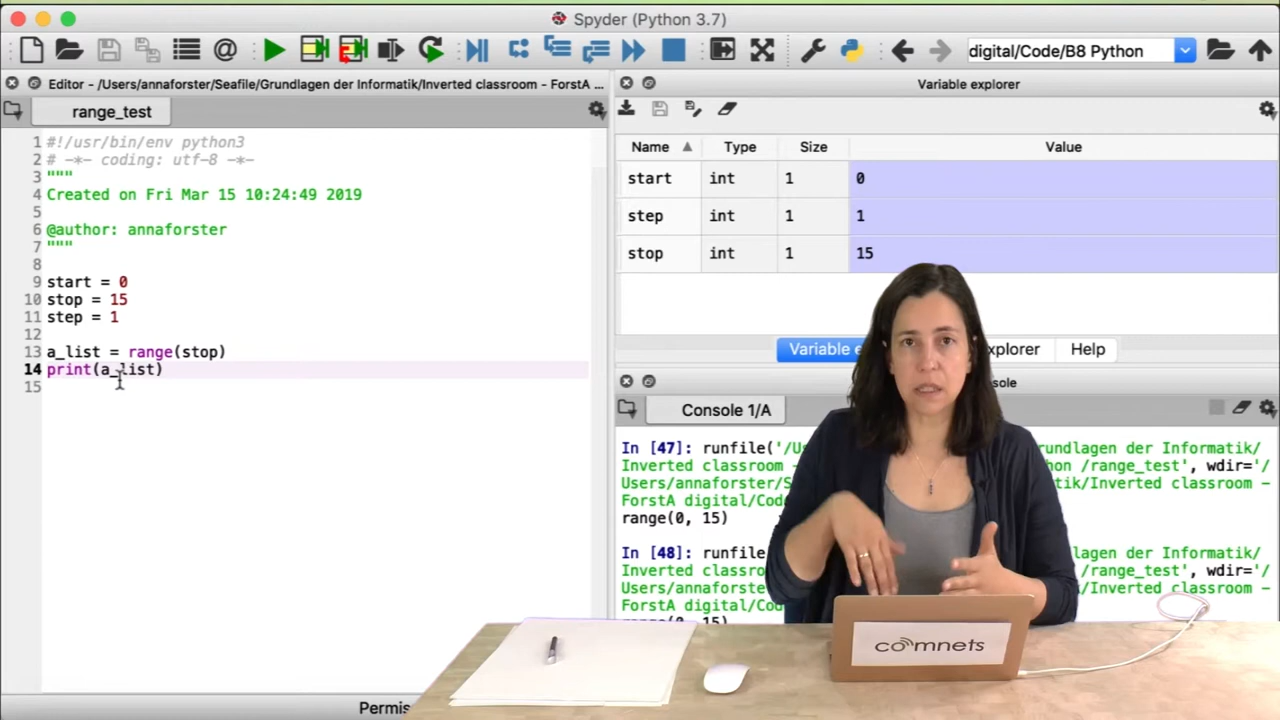 Spyder (Python 3.7)
digital/Code/B8 Python
Editor - /Users/annaforster/Seafile/Grundlagen der Informatik/Inverted classroom - ForstA ...
range_test
1 #!/usr/bin/env python3
2 # -*- coding: utf-8 -*-
3 """
4 Created on Fri Mar 15 10:24:49 2019
5
6 @author: annaforster
7 """
8
9 start = 0
10 stop = 15
11 step = 1
12
13 a_list = range(stop)
14 print(a_list)
15
Variable explorer
Name Type Size Value
start int 1 0
step int 1 1
stop int 1 15
Variable e xplorer Help
sole
Console 1/A
In [47]: runfile('/Us rundlagen der Informatik/
Inverted classroom - hon /range_test', wdir='/
Users/annaforster/S tik/Inverted classroom -
ForstA digital/Cod
range(0, 15)
In [48]: runfile lagen der Informatik/
Inverted classro /range_test', wdir='/
Users/annaforste /Inverted classroom -
ForstA digital/Cod
range(0, 15)
Permis
comnets